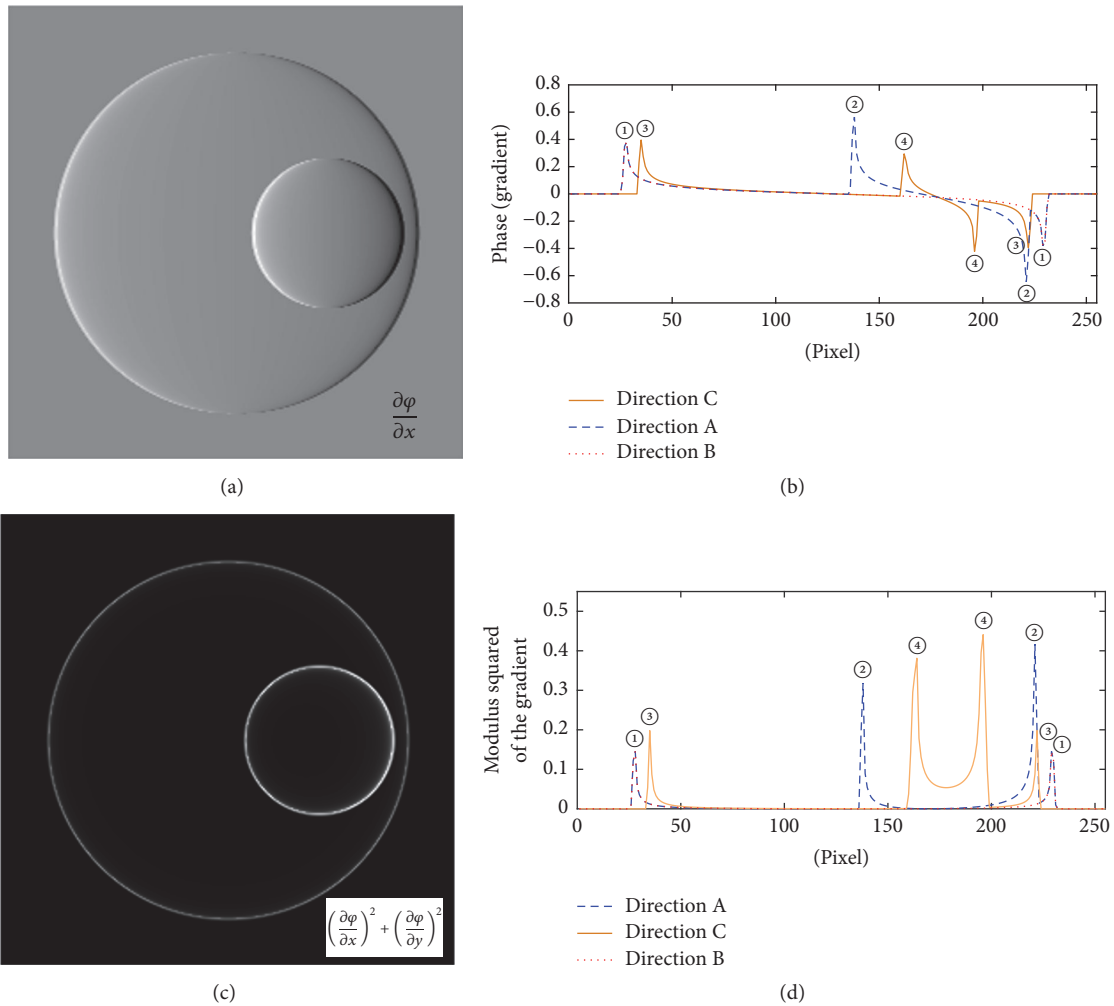 ∂φ
∂x
(a)
0.8
0.6
0.4
0.2
0
−0.2
−0.4
−0.6
−0.8
Phase (gradient)
1
3
2
4
4
3
2
1
0
50
100
150
200
250
(Pixel)
Direction C
Direction A
Direction B
(b)
(∂φ/∂x)² + (∂φ/∂y)²
(c)
0.5
0.4
0.3
0.2
0.1
0
Modulus squared
of the gradient
1
3
2
4
4
2
3
1
0
50
100
150
200
250
(Pixel)
Direction A
Direction C
Direction B
(d)